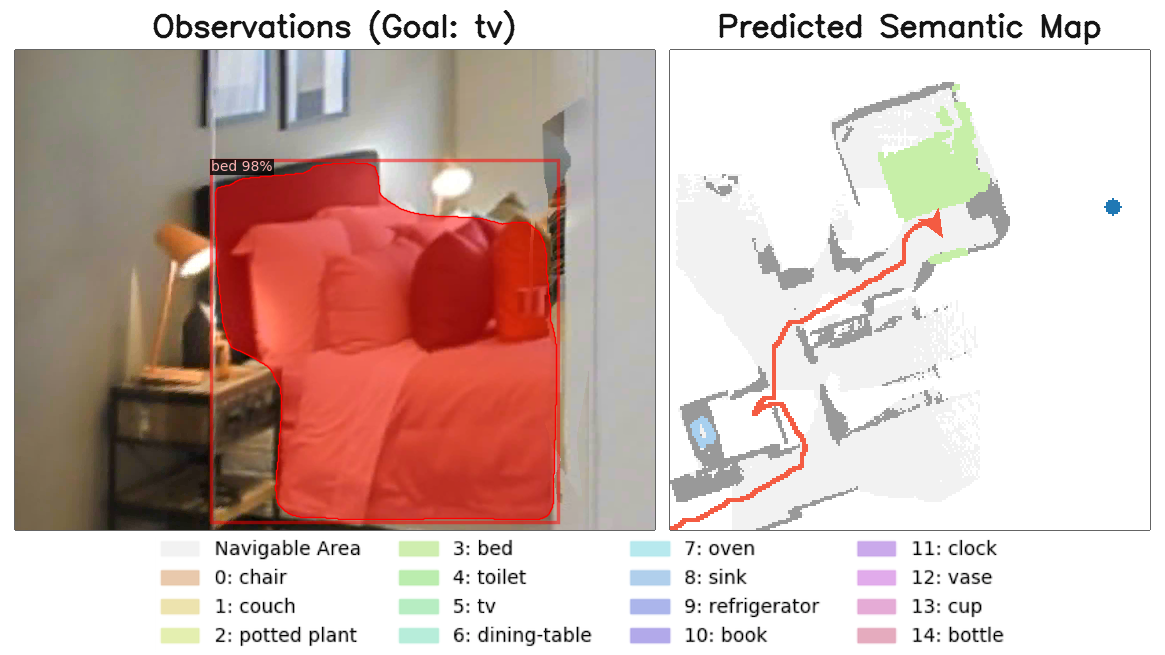 Observations (Goal: tv)
Predicted Semantic Map
bed 98%
Navigable Area
0: chair
1: couch
2: potted plant
3: bed
4: toilet
5: tv
6: dining-table
7: oven
8: sink
9: refrigerator
10: book
11: clock
12: vase
13: cup
14: bottle